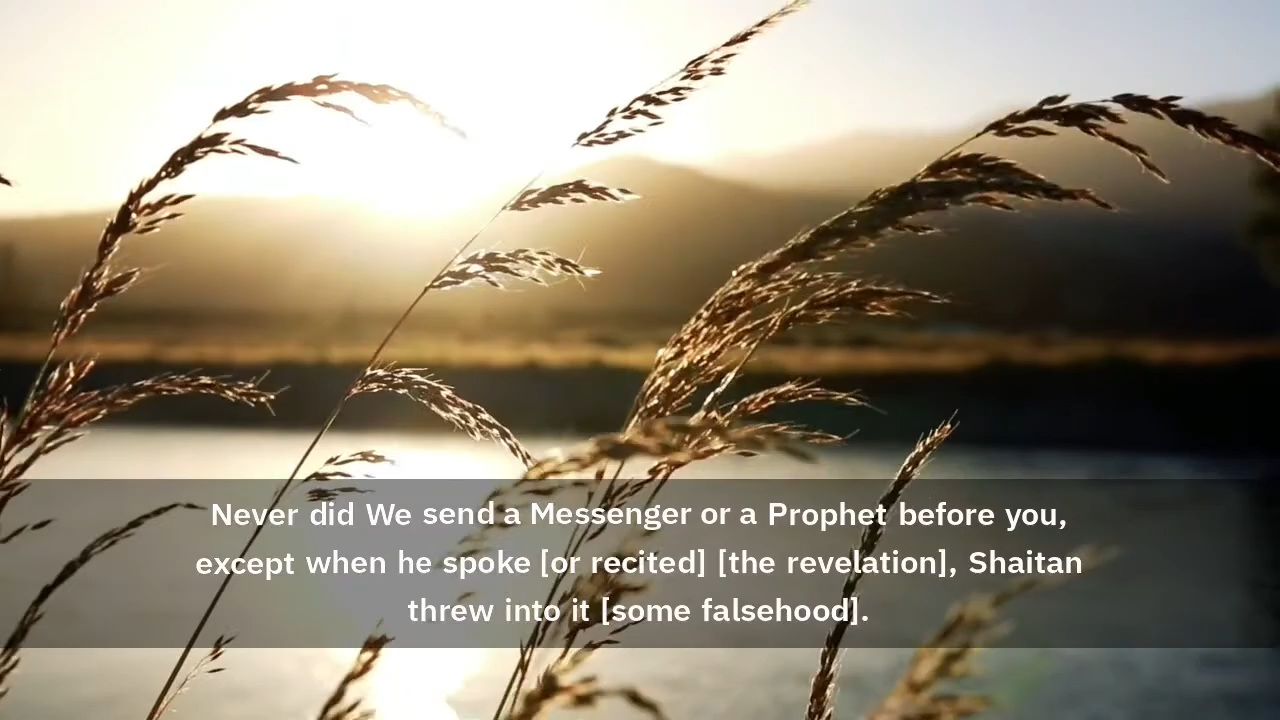 Never did We send a Messenger or a Prophet before you,
except when he spoke [or recited] [the revelation], Shaitan
threw into it [some falsehood].